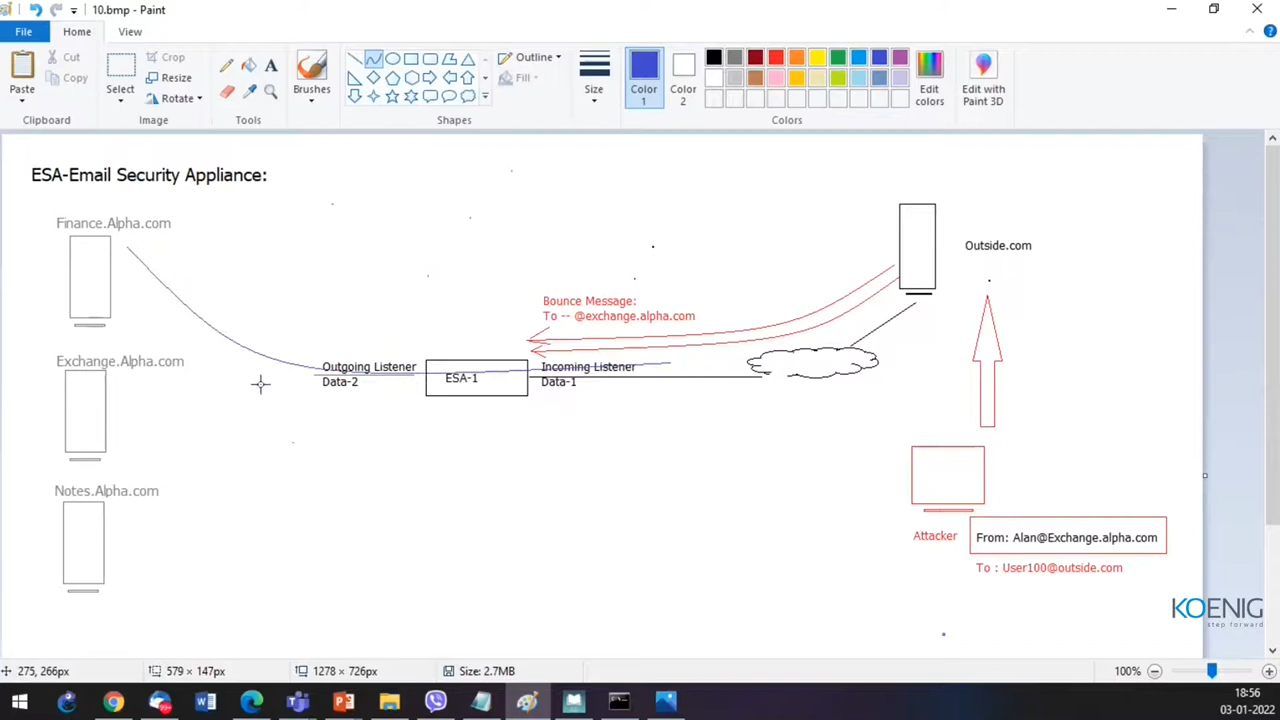 10.bmp - Paint
File
Home
View
Paste
Cut
Copy
Clipboard
Select
Crop
Resize
Rotate
Image
A
Tools
Brushes
Outline
Fill
Shapes
Size
Color
1
Color
2
Edit
colors
Colors
Edit with
Paint 3D
ESA-Email Security Appliance:
Finance.Alpha.com
Outside.com
Bounce Message:
To -- @exchange.alpha.com
Exchange.Alpha.com
Outgoing Listener
Data-2
ESA-1
Incoming Listener
Data-1
Notes.Alpha.com
Attacker
From: Alan@Exchange.alpha.com
To : User100@outside.com
KOENIG
step forward
275, 266px
579 × 147px
1278 × 726px
Size: 2.7MB
100%
18:56
03-01-2022